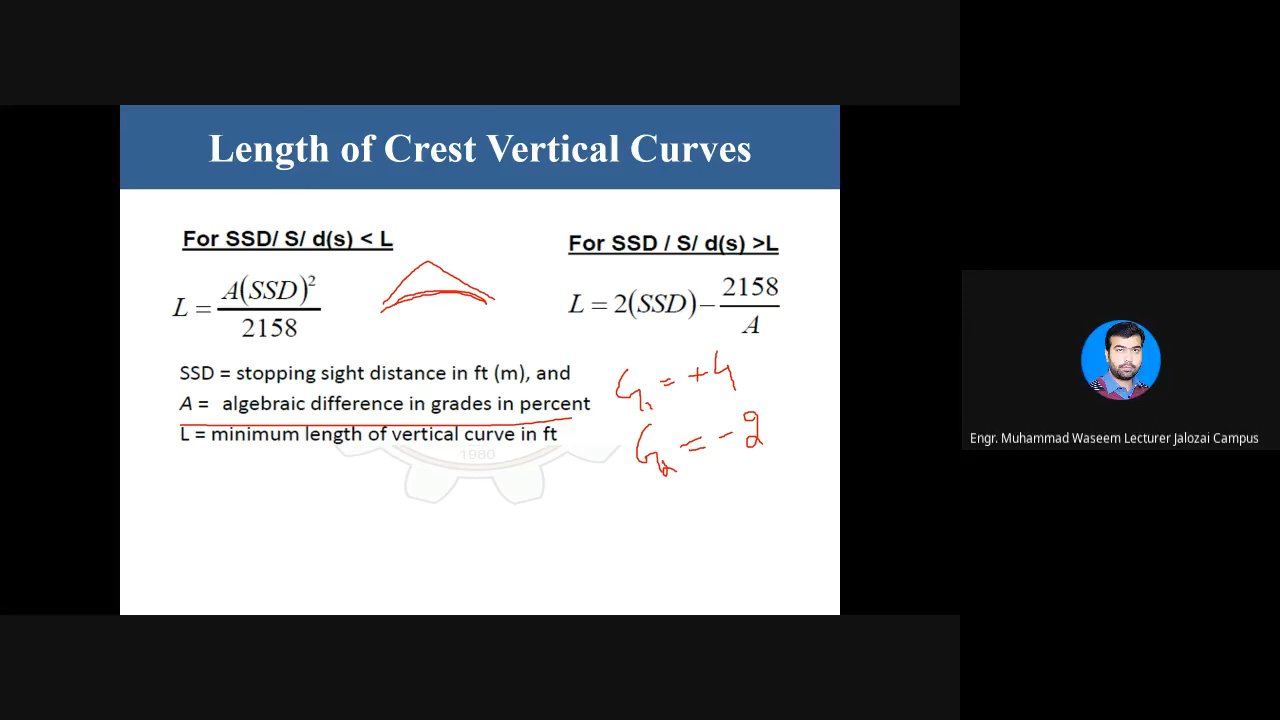 Length of Crest Vertical Curves
For SSD/ S/ d(s) < L
For SSD / S/ d(s) >L
L = A(SSD)² / 2158
L = 2(SSD) − 2158 / A
SSD = stopping sight distance in ft (m), and
A = algebraic difference in grades in percent
L = minimum length of vertical curve in ft
G₁ = +4
G₂ = -2
1980
Engr. Muhammad Waseem Lecturer Jalozai Campus